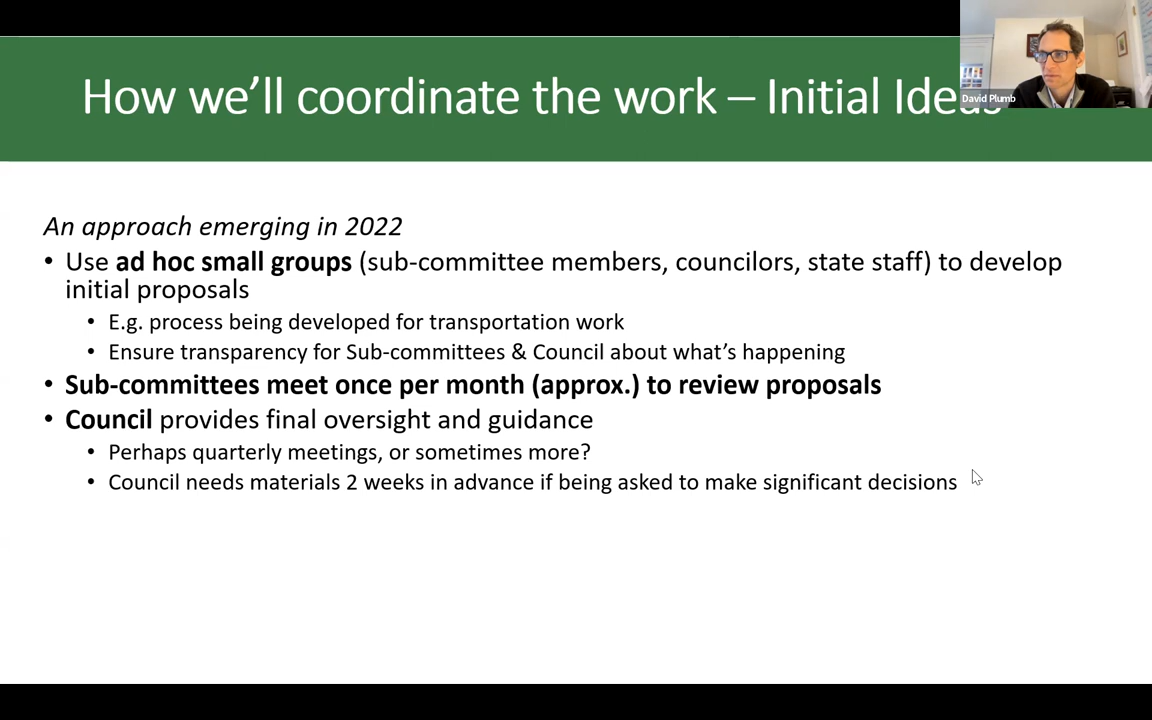 How we'll coordinate the work – Initial Ideas
David Plumb
An approach emerging in 2022
• Use ad hoc small groups (sub-committee members, councilors, state staff) to develop
initial proposals
• E.g. process being developed for transportation work
• Ensure transparency for Sub-committees & Council about what's happening
• Sub-committees meet once per month (approx.) to review proposals
• Council provides final oversight and guidance
• Perhaps quarterly meetings, or sometimes more?
• Council needs materials 2 weeks in advance if being asked to make significant decisions